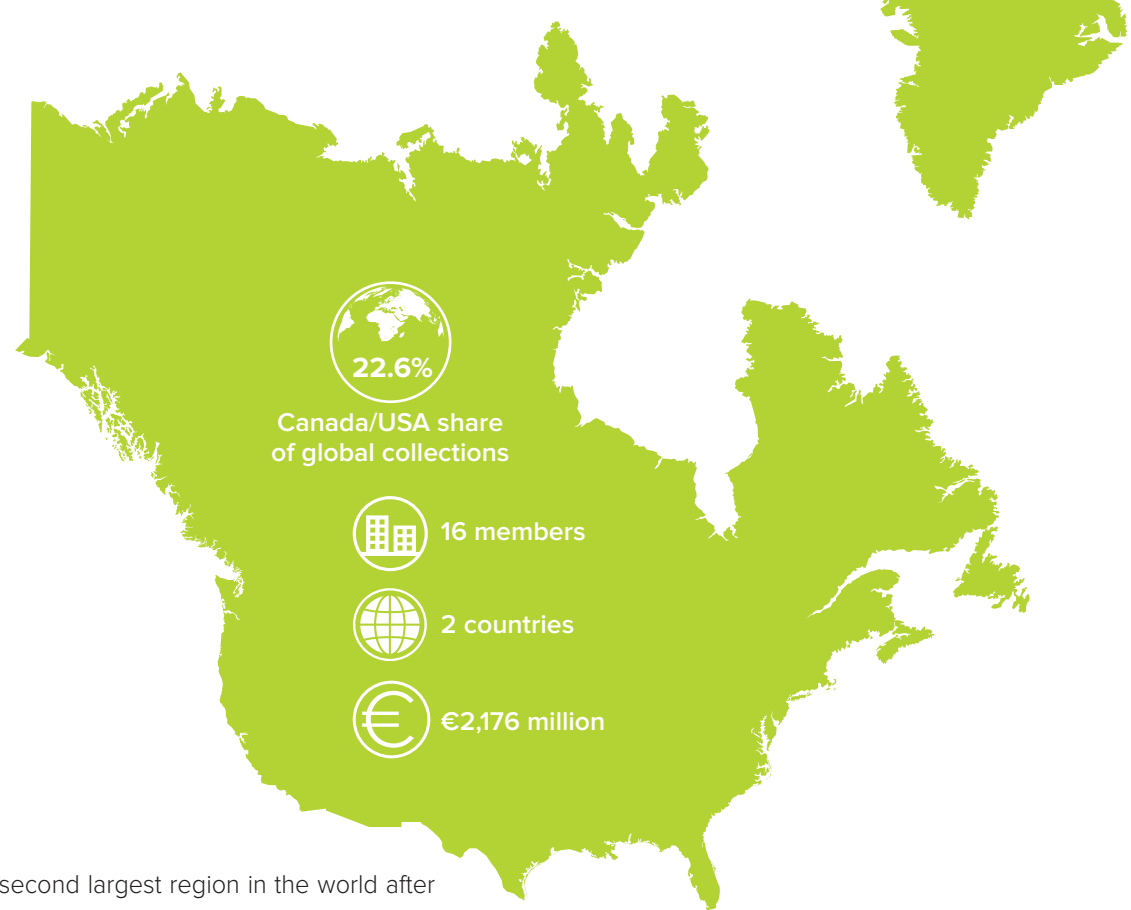 22.6%
Canada/USA share
of global collections
16 members
2 countries
€2,176 million
second largest region in the world after